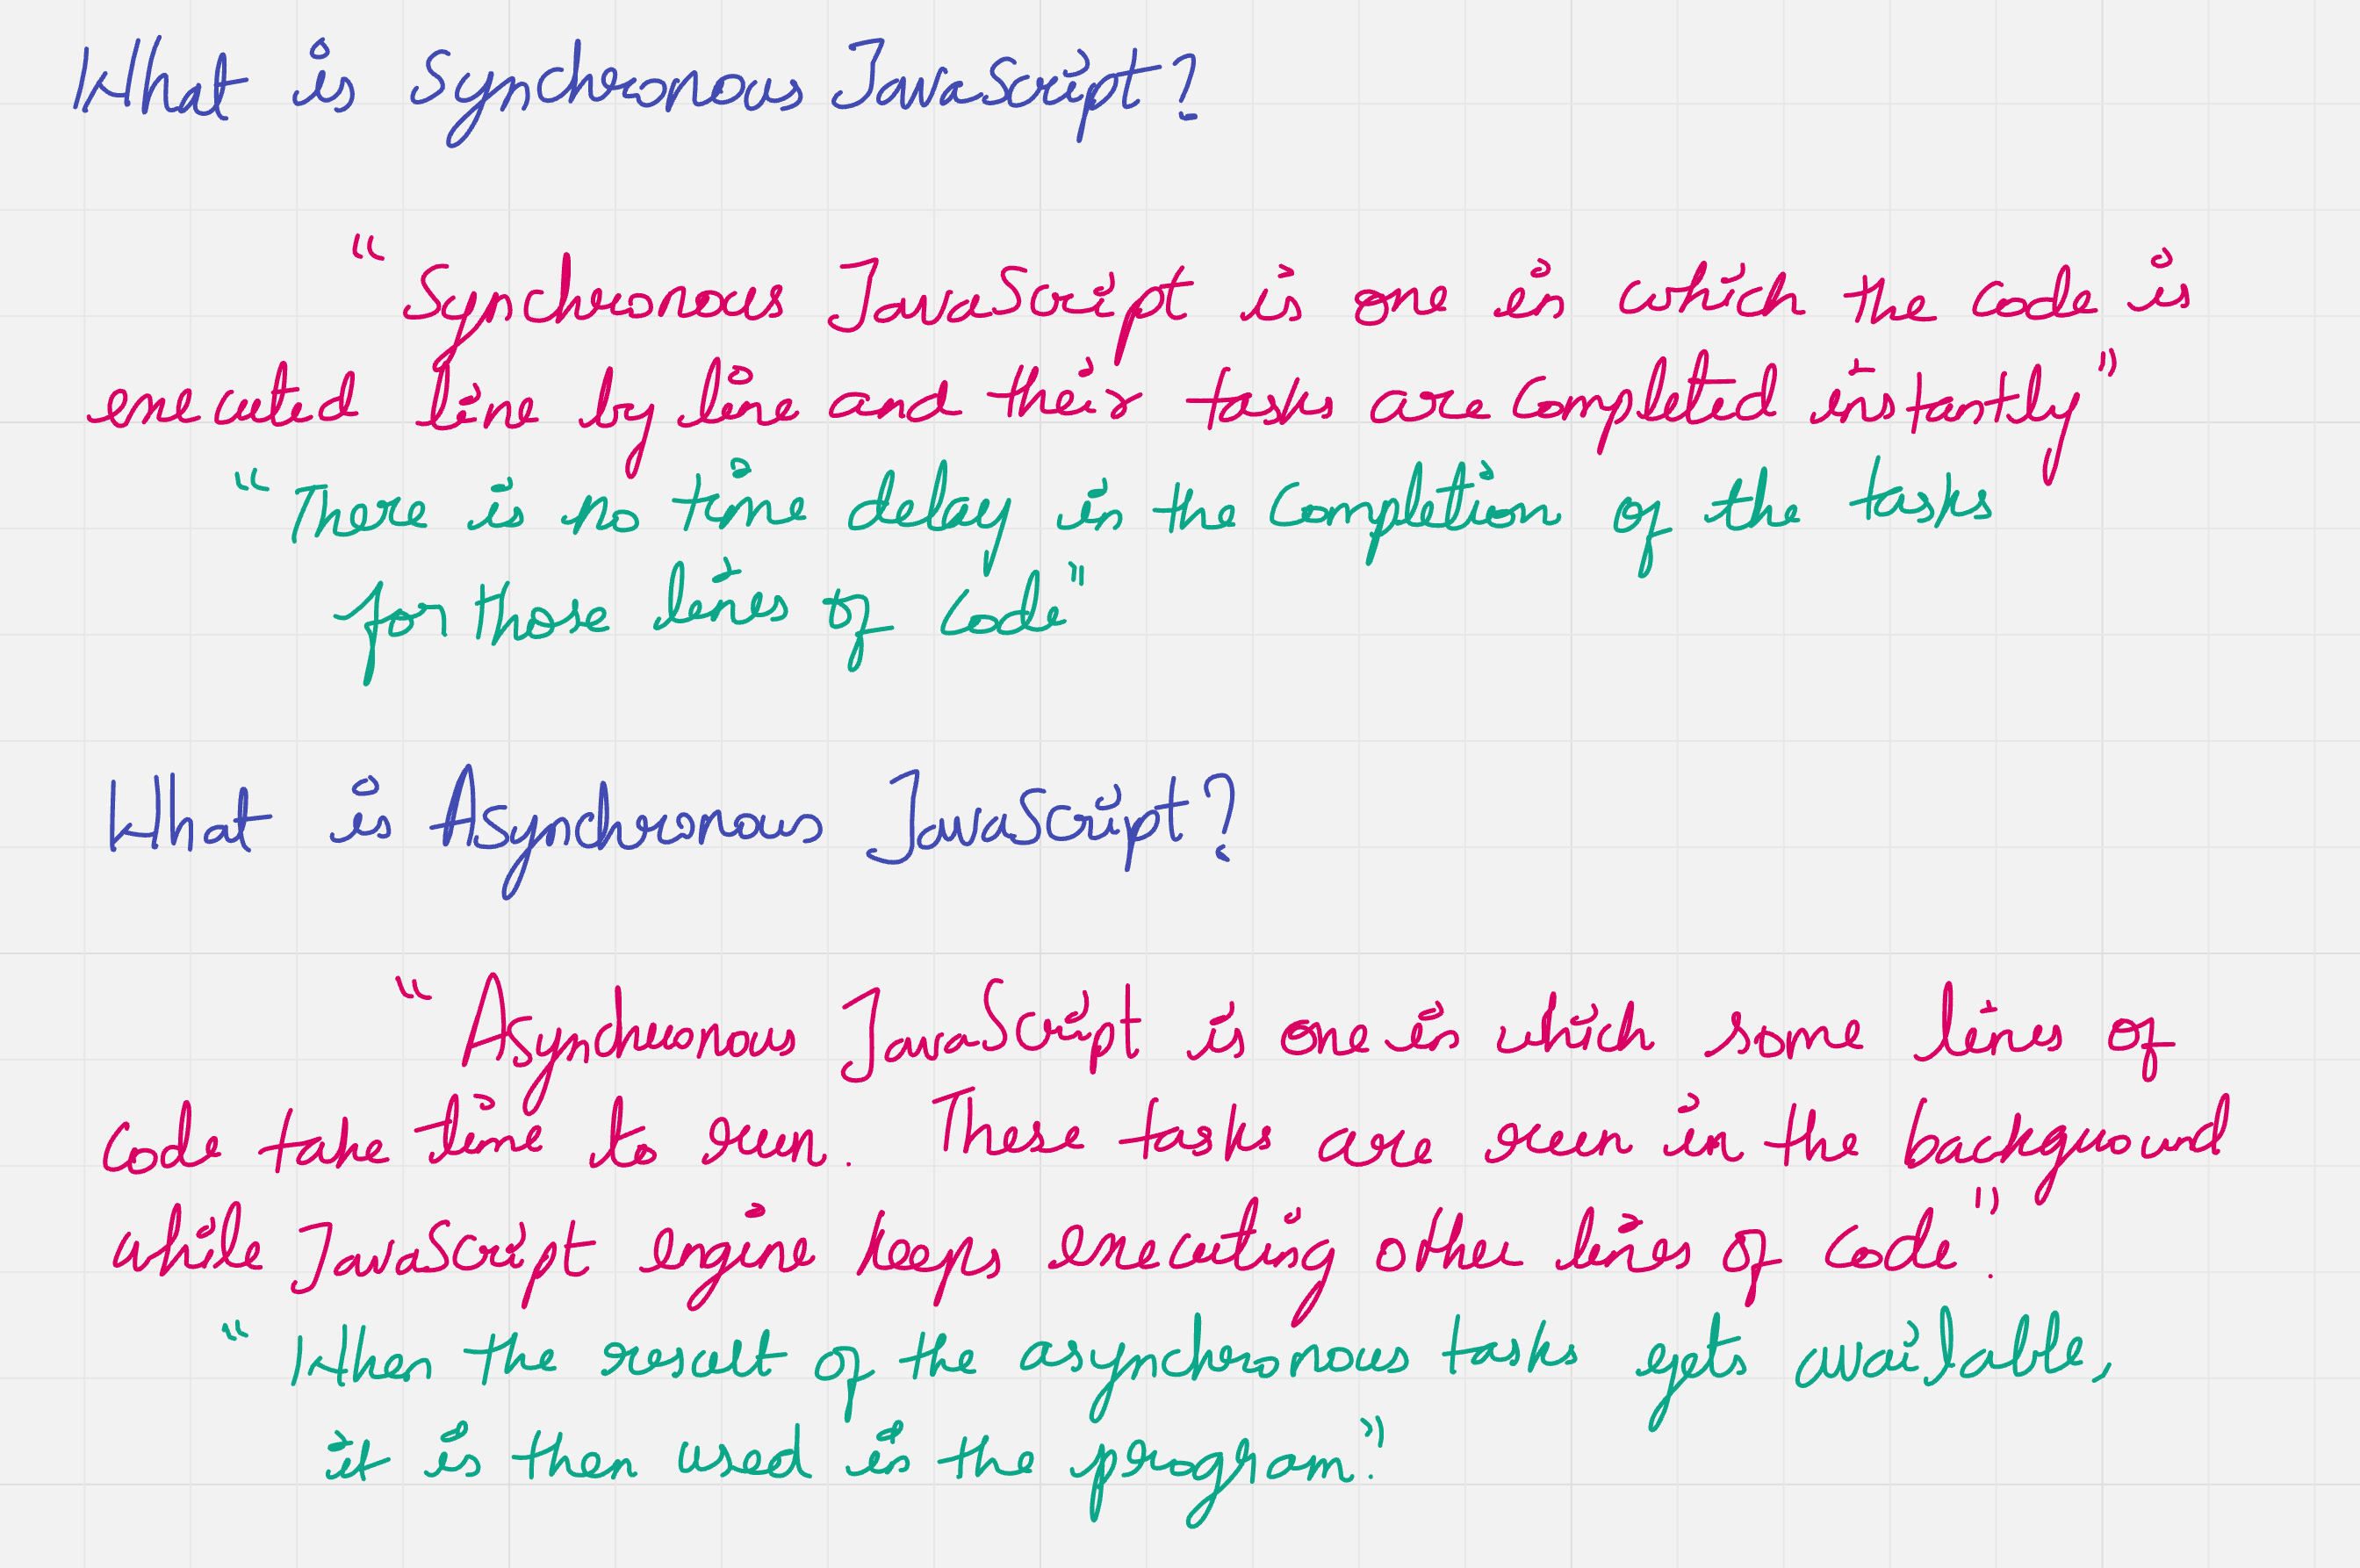 What is Synchronous JavaScript?
“Synchronous JavaScript is one in which the code is
executed line by line and their tasks are completed instantly”
“There is no time delay in the completion of the tasks
for those lines of code”
What is Asynchronous JavaScript?
“Asynchronous JavaScript is one in which some lines of
code take time to run. These tasks are run in the background
while JavaScript engine keeps executing other lines of code”.
“When the result of the asynchronous tasks gets available,
it is then used in the program”.